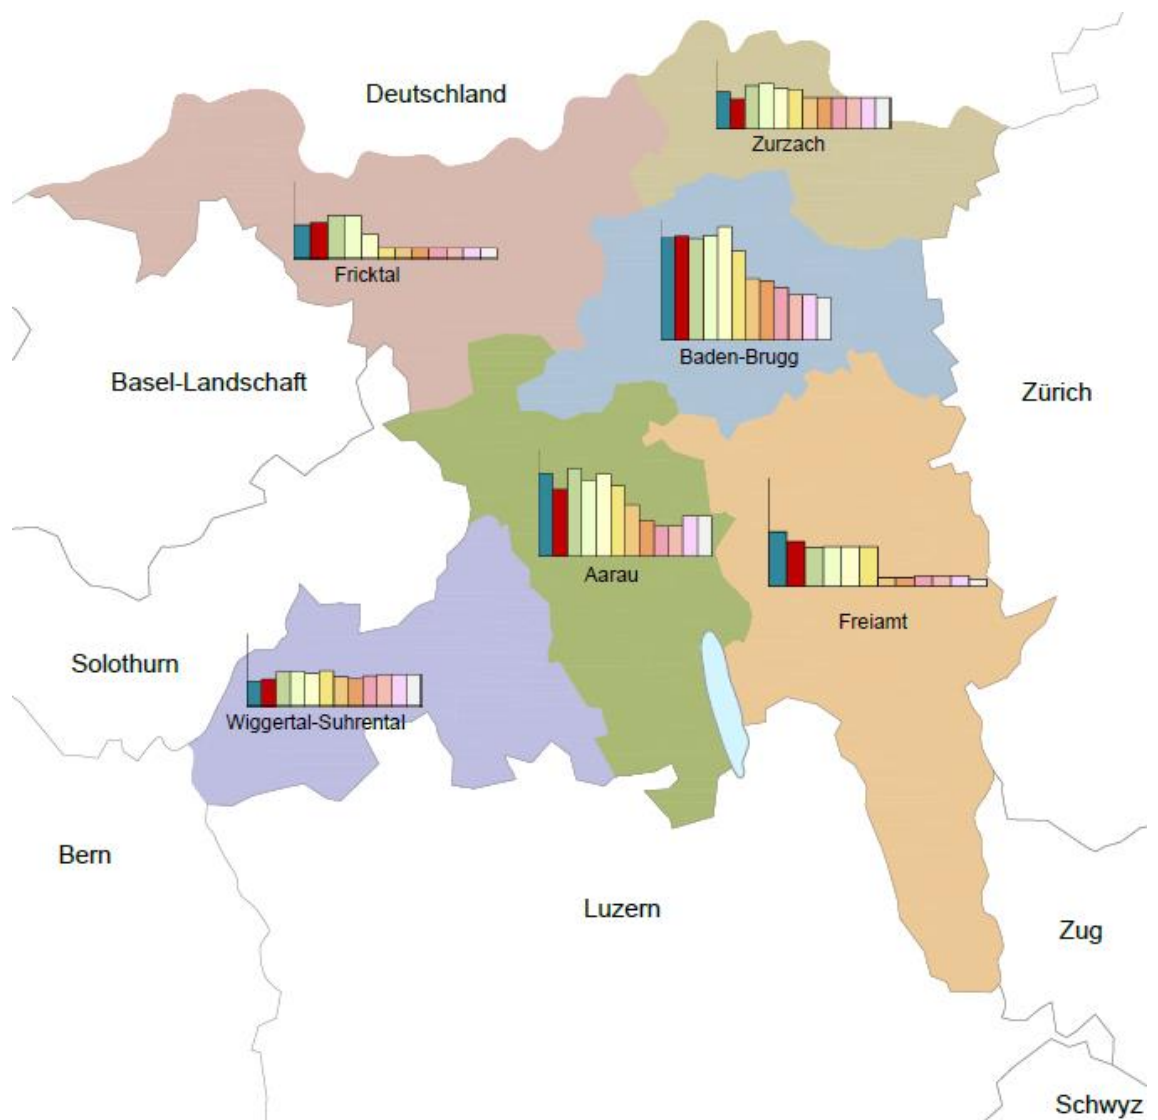 Deutschland
Zurzach
Fricktal
Baden-Brugg
Basel-Landschaft
Zürich
Aarau
Freiamt
Solothurn
Wiggertal-Suhrental
Bern
Luzern
Zug
Schwyz